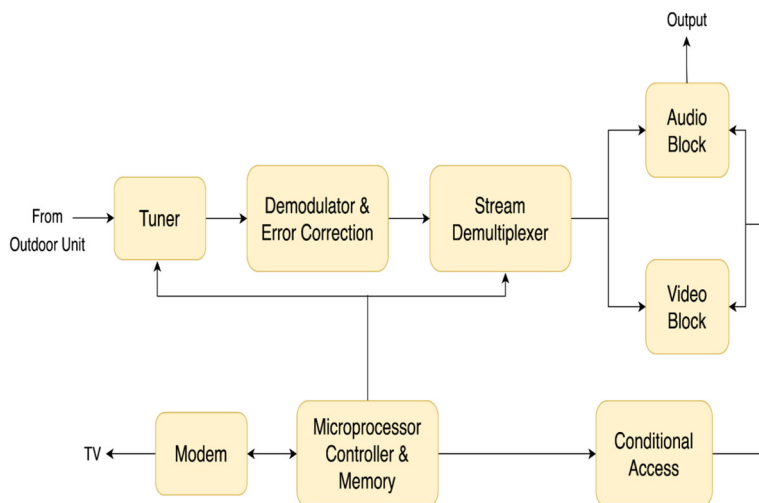 Output
Audio
Block
From
Outdoor Unit
Tuner
Demodulator &
Error Correction
Stream
Demultiplexer
Video
Block
TV
Modem
Microprocessor
Controller &
Memory
Conditional
Access